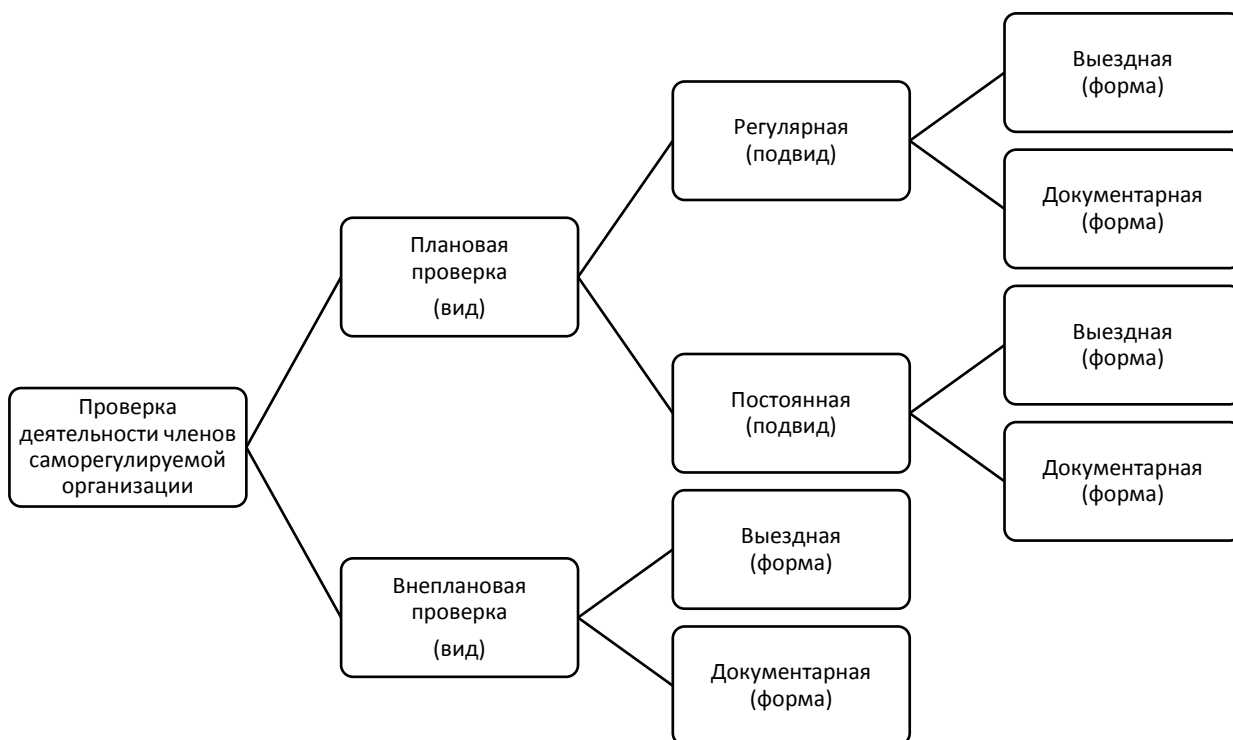 Проверка
деятельности членов
саморегулируемой
организации
Плановая
проверка
(вид)
Регулярная
(подвид)
Выездная
(форма)
Документарная
(форма)
Постоянная
(подвид)
Выездная
(форма)
Документарная
(форма)
Внеплановая
проверка
(вид)
Выездная
(форма)
Документарная
(форма)